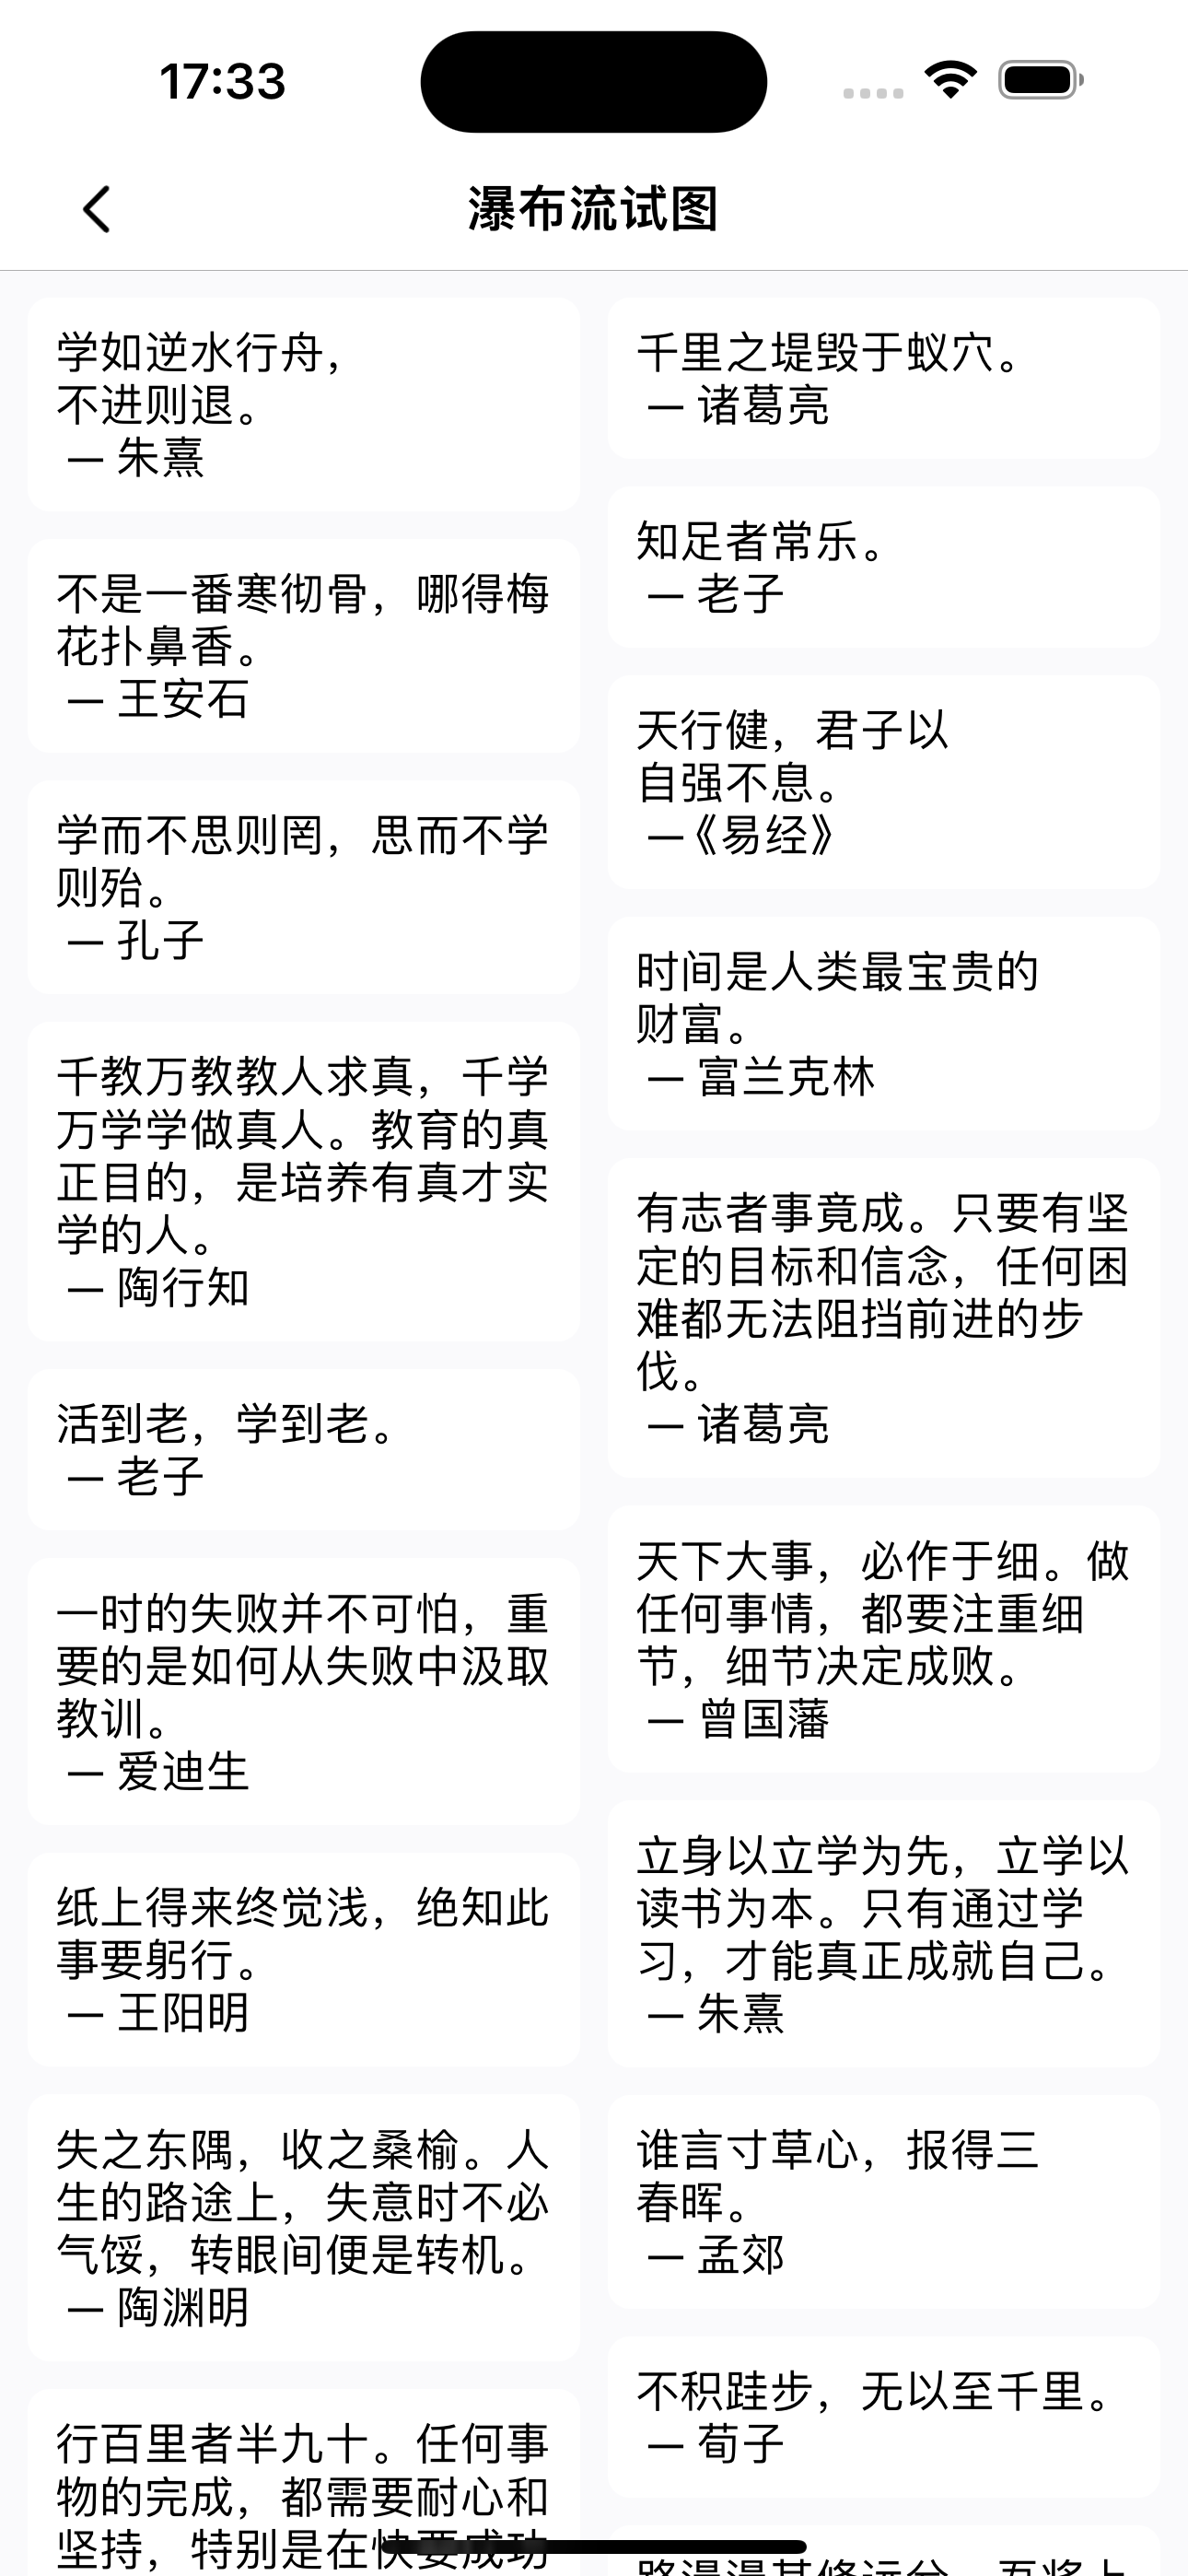 17:33
瀑布流试图
学如逆水行舟，
不进则退。
— 朱熹
不是一番寒彻骨，哪得梅
花扑鼻香。
— 王安石
学而不思则罔，思而不学
则殆。
— 孔子
千教万教教人求真，千学
万学学做真人。教育的真
正目的，是培养有真才实
学的人。
— 陶行知
活到老，学到老。
— 老子
一时的失败并不可怕，重
要的是如何从失败中汲取
教训。
— 爱迪生
纸上得来终觉浅，绝知此
事要躬行。
— 王阳明
失之东隅，收之桑榆。人
生的路途上，失意时不必
气馁，转眼间便是转机。
— 陶渊明
行百里者半九十。任何事
物的完成，都需要耐心和
坚持，特别是在快要成功
千里之堤毁于蚁穴。
— 诸葛亮
知足者常乐。
— 老子
天行健，君子以
自强不息。
—《易经》
时间是人类最宝贵的
财富。
— 富兰克林
有志者事竟成。只要有坚
定的目标和信念，任何困
难都无法阻挡前进的步
伐。
— 诸葛亮
天下大事，必作于细。做
任何事情，都要注重细
节，细节决定成败。
— 曾国藩
立身以立学为先，立学以
读书为本。只有通过学
习，才能真正成就自己。
— 朱熹
谁言寸草心，报得三
春晖。
— 孟郊
不积跬步，无以至千里。
— 荀子
路漫漫其修远兮，吾将上